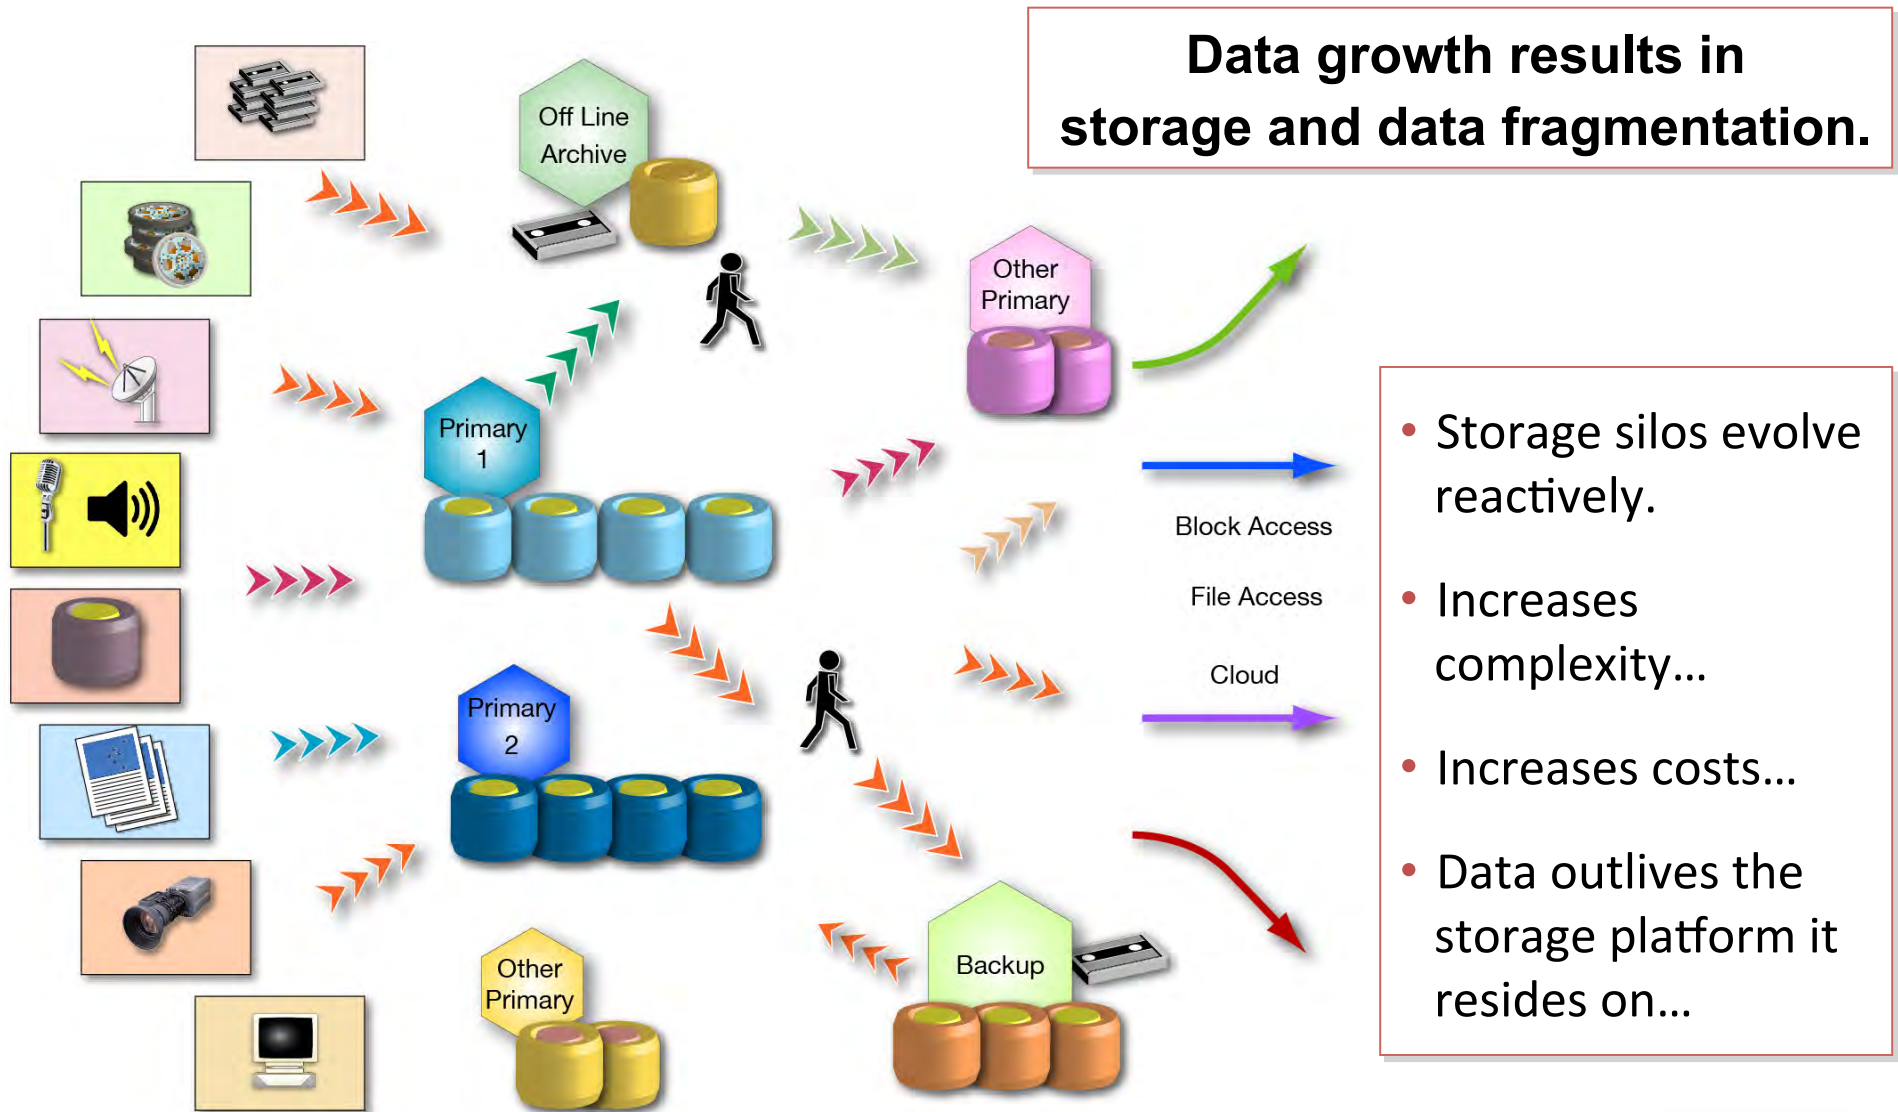 Data growth results in
storage and data fragmentation.
Off Line
Archive
Other
Primary
Primary
1
Block Access
File Access
Cloud
Primary
2
Other
Primary
Backup
• Storage silos evolve
reactively.
• Increases
complexity…
• Increases costs…
• Data outlives the
storage platform it
resides on…